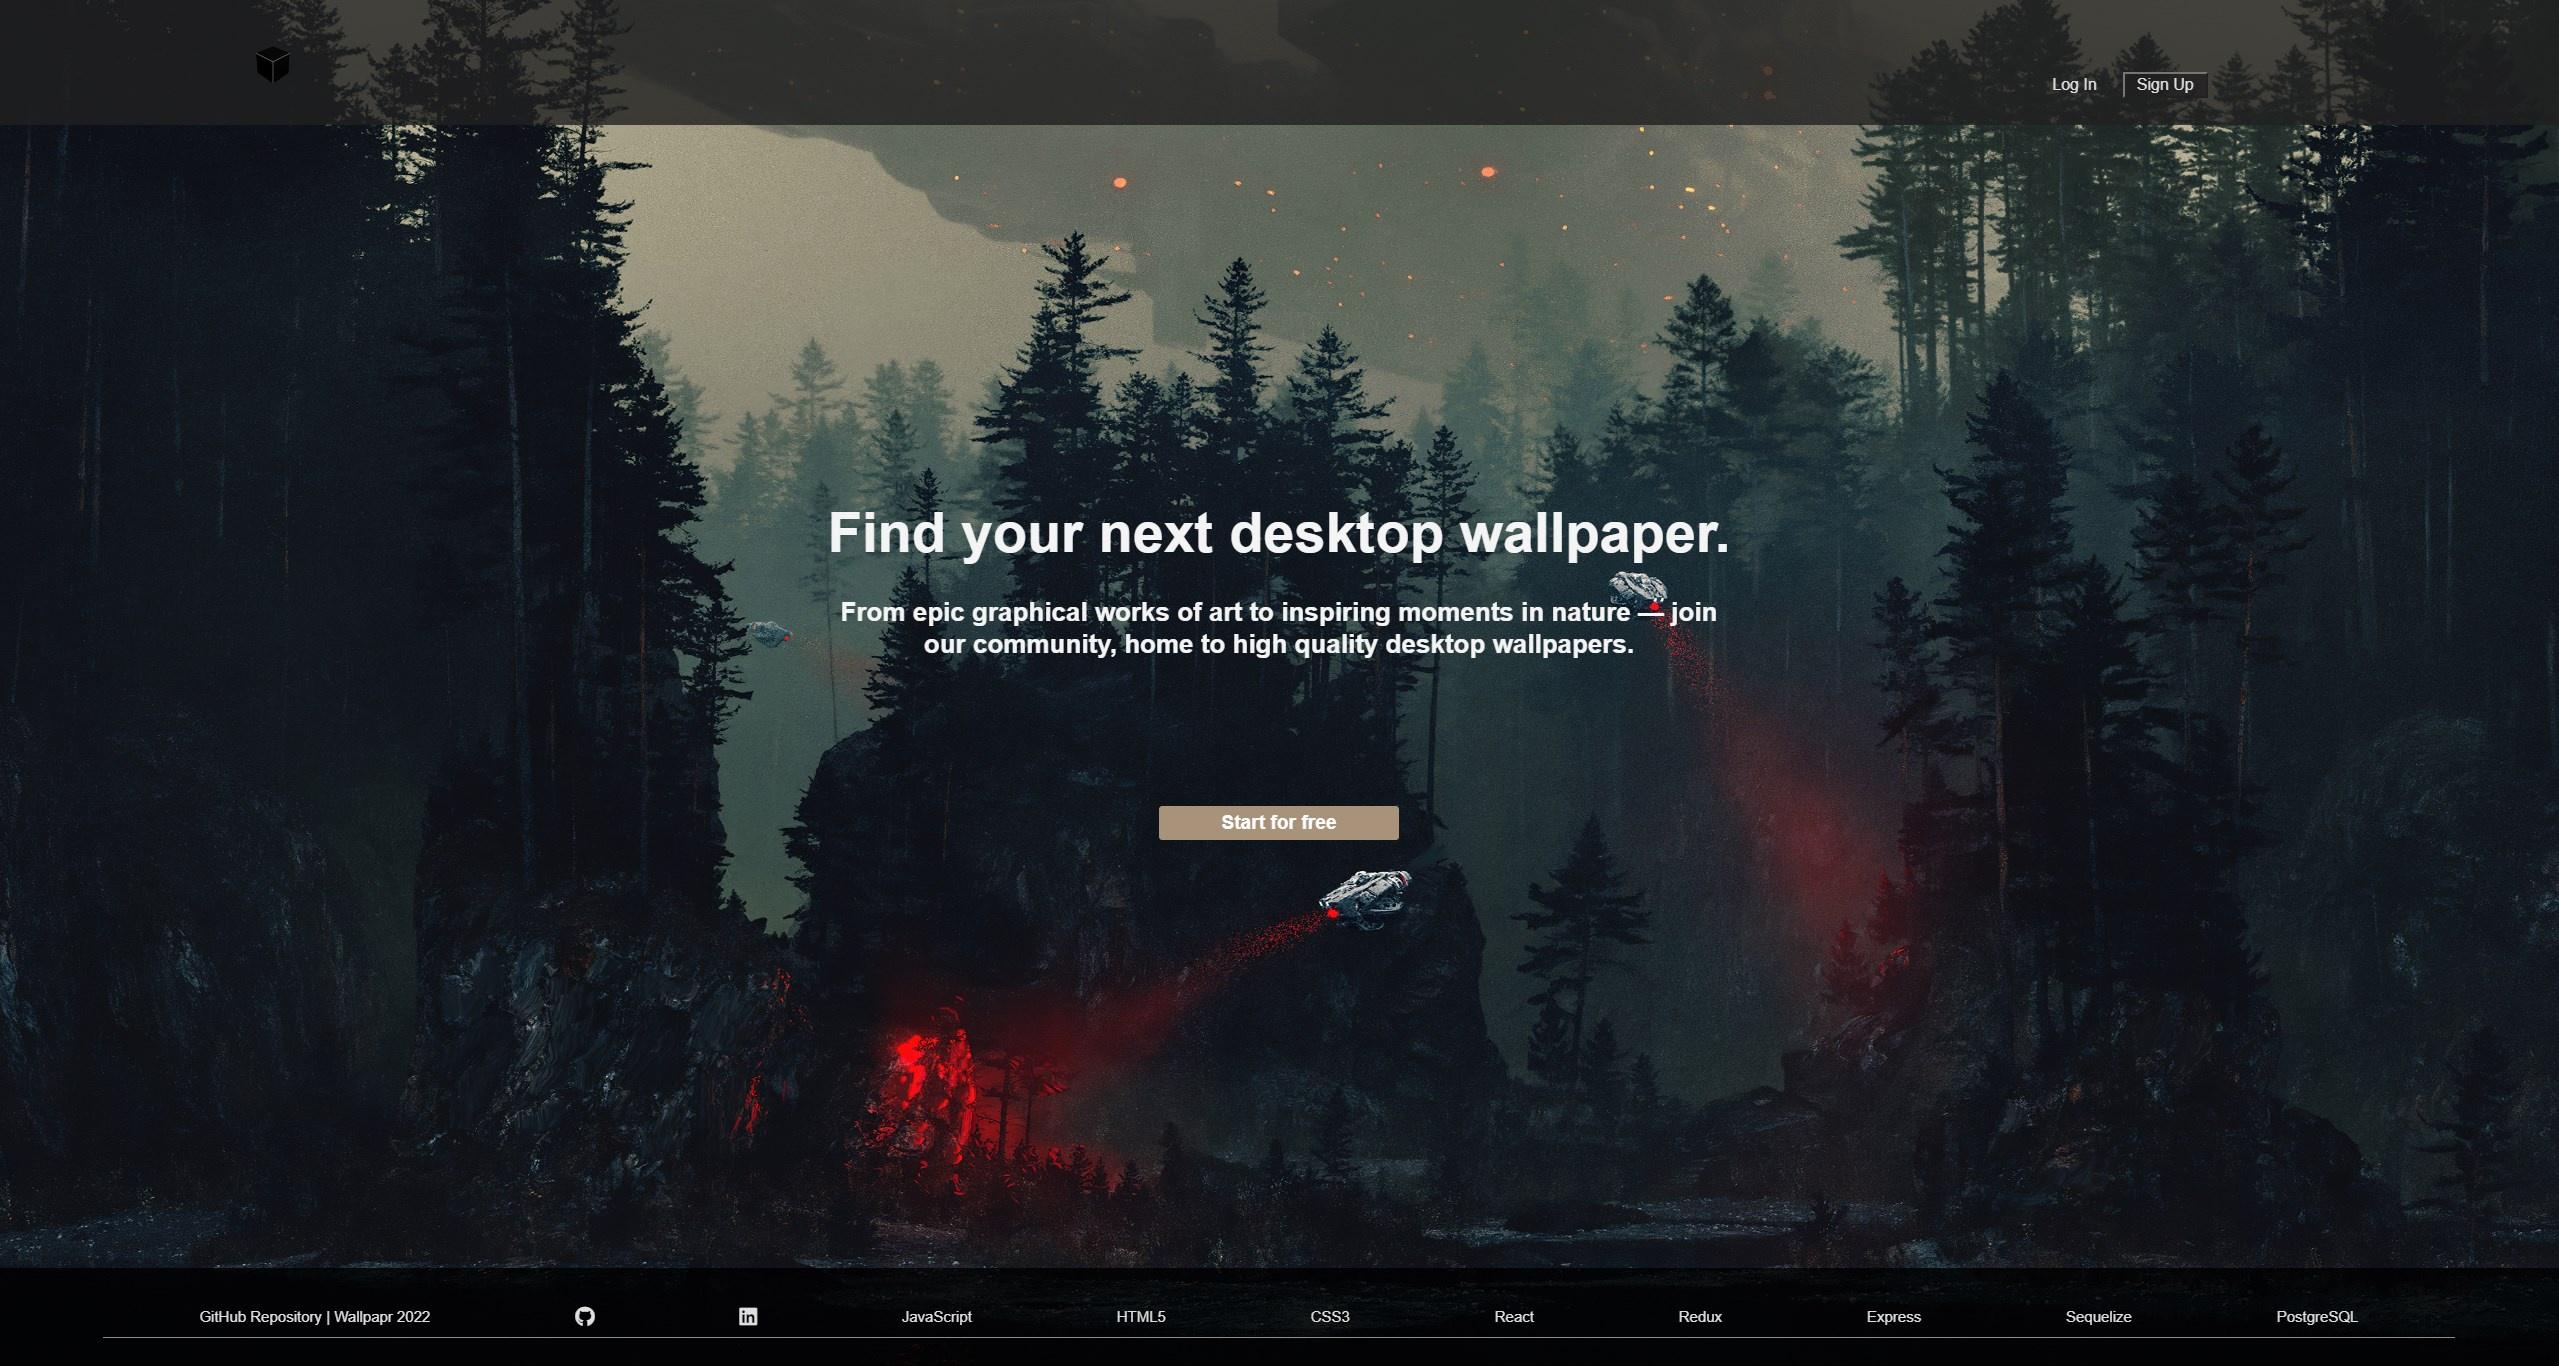 Log In
Sign Up
Find your next desktop wallpaper.
From epic graphical works of art to inspiring moments in nature — join
our community, home to high quality desktop wallpapers.
Start for free
GitHub Repository | Wallpapr 2022
in
JavaScript
HTML5
CSS3
React
Redux
Express
Sequelize
PostgreSQL